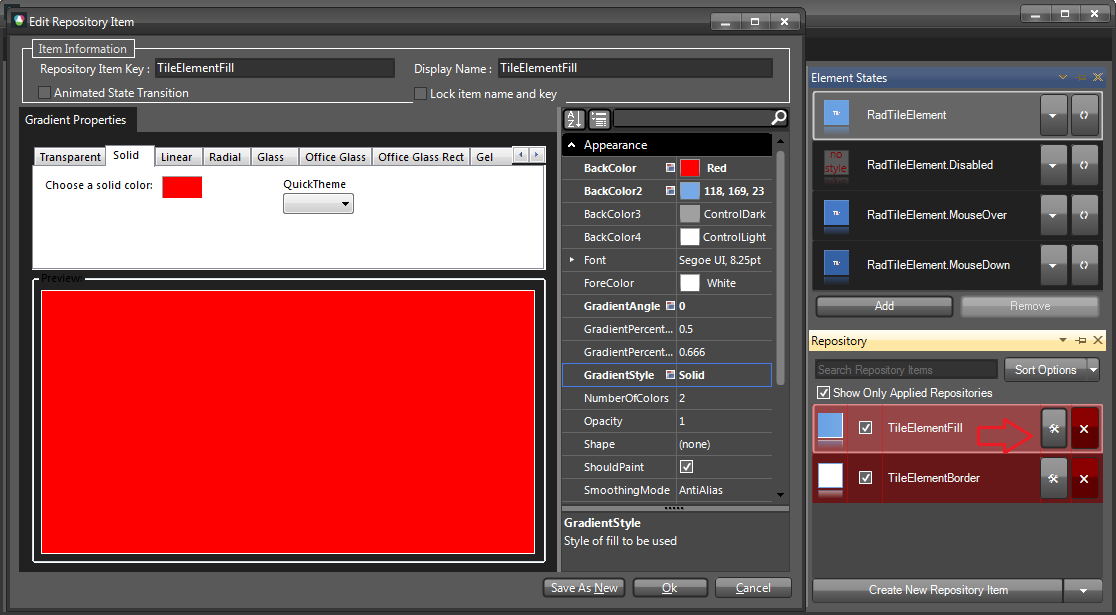 Edit Repository Item
Item Information
Repository Item Key : TileElementFill
Display Name : TileElementFill
Animated State Transition
Lock item name and key
Gradient Properties
Transparent Solid Linear Radial Glass Office Glass Office Glass Rect Gel
Choose a solid color:
QuickTheme
Preview:
A
Z
Appearance
BackColor Red
BackColor2 118, 169, 23
BackColor3 ControlDark
BackColor4 ControlLight
Font Segoe UI, 8.25pt
ForeColor White
GradientAngle 0
GradientPercent... 0.5
GradientPercent... 0.666
GradientStyle Solid
NumberOfColors 2
Opacity 1
Shape (none)
ShouldPaint
SmoothingMode AntiAlias
GradientStyle
Style of fill to be used
Save As New Ok Cancel
Element States
RadTileElement
no
style
RadTileElement.Disabled
RadTileElement.MouseOver
RadTileElement.MouseDown
Add Remove
Repository
Search Repository Items
Sort Options
Show Only Applied Repositories
TileElementFill
TileElementBorder
Create New Repository Item